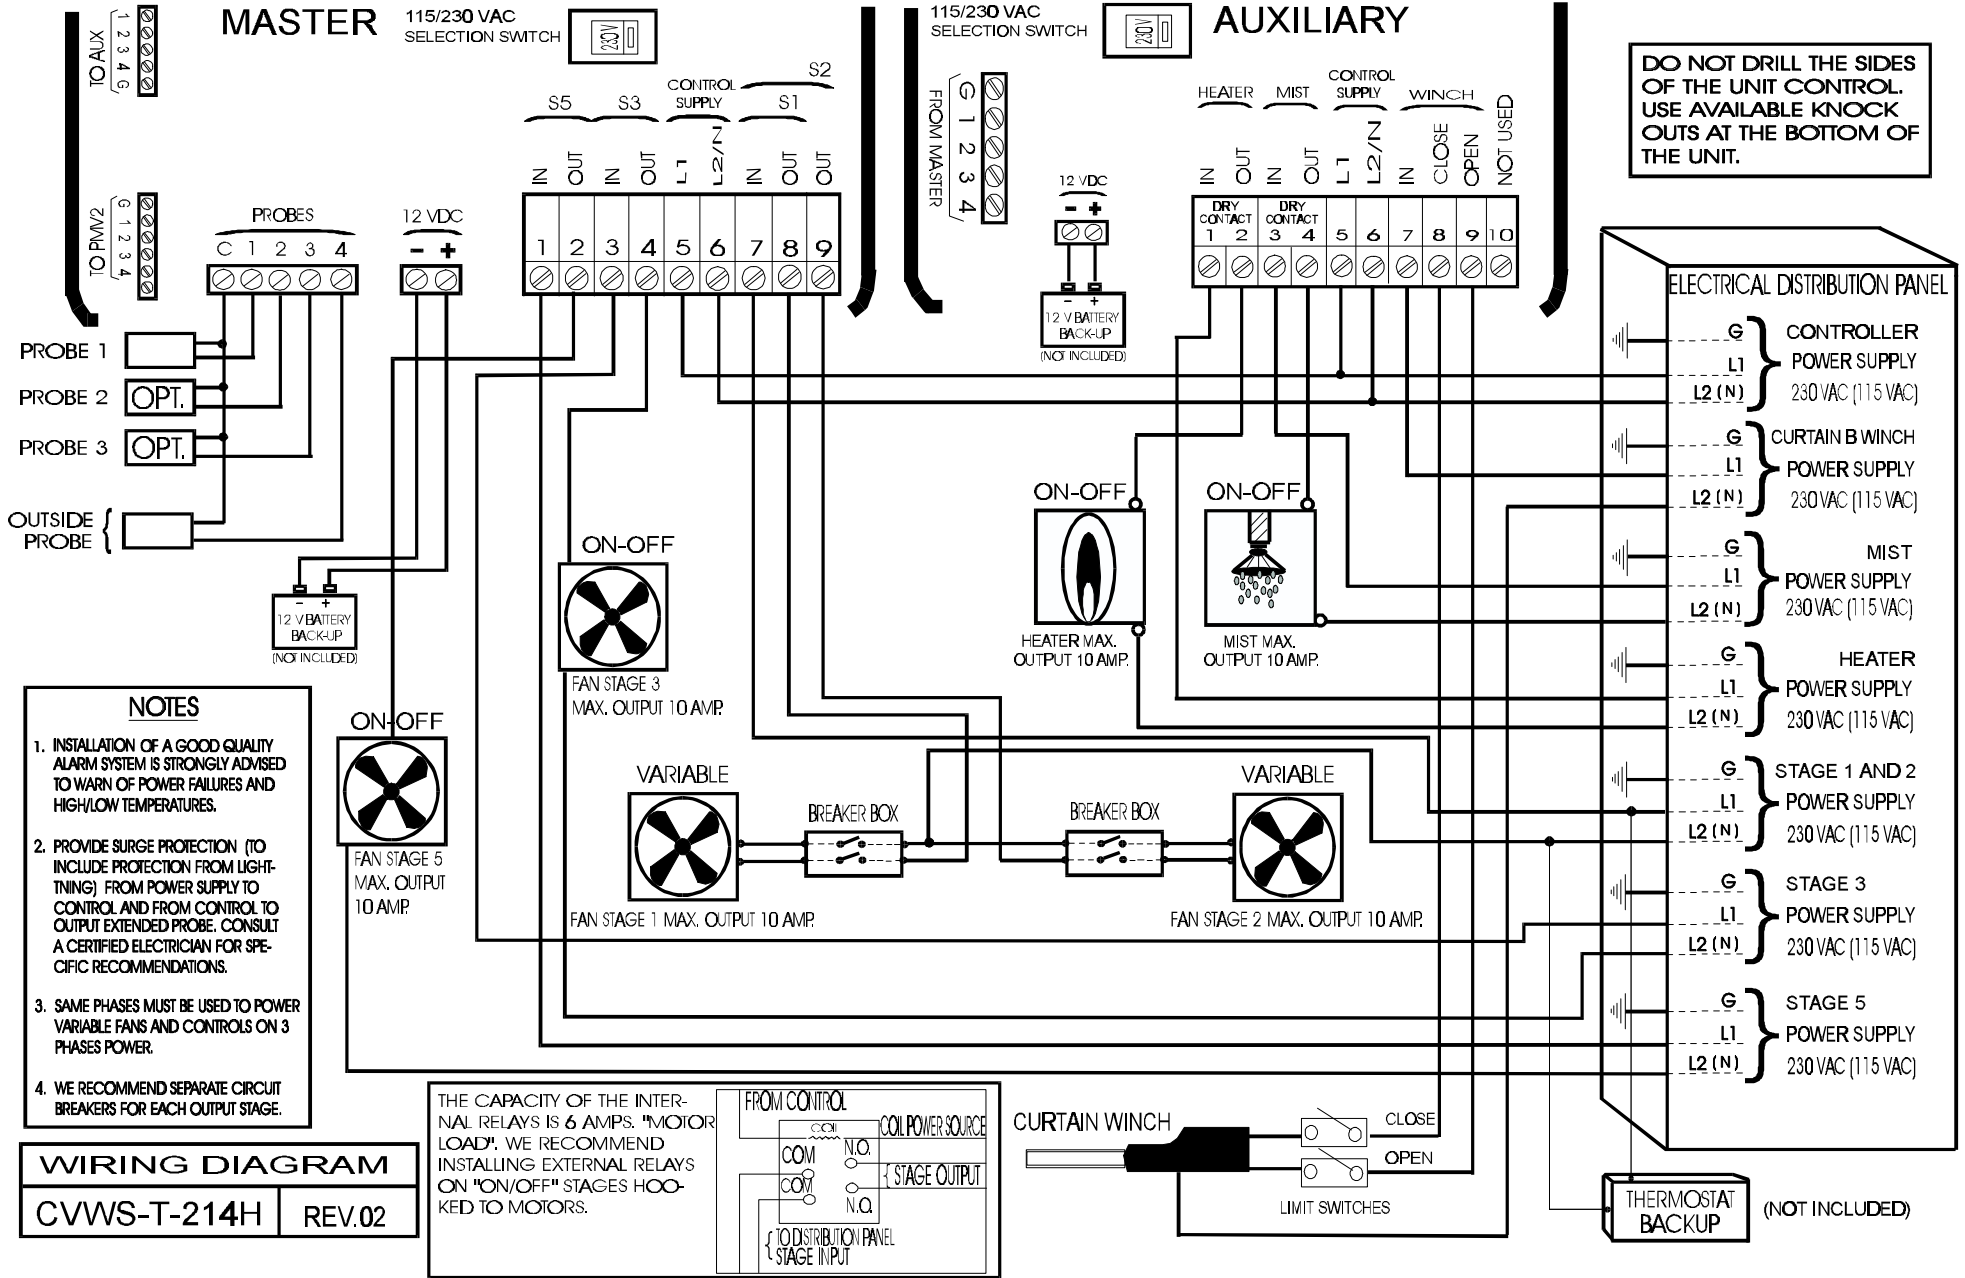 MASTER
115/230 VAC
SELECTION SWITCH
230V
TO AUX
1 2 3 4 G
TO PMV2
G 1 2 3 4
PROBES
C 1 2 3 4
12 VDC
- +
S5
S3
CONTROL
SUPPLY
S2
S1
IN OUT IN OUT L1 L2/N IN OUT OUT
1 2 3 4 5 6 7 8 9
115/230 VAC
SELECTION SWITCH
230V
AUXILIARY
FROM MASTER
G 1 2 3 4
12 VDC
- +
- +
12 V BATTERY
BACK-UP
(NOT INCLUDED)
HEATER
MIST
CONTROL
SUPPLY
WINCH
IN OUT IN OUT L1 L2/N IN CLOSE OPEN NOT USED
DRY
CONTACT
DRY
CONTACT
1 2 3 4 5 6 7 8 9 10
DO NOT DRILL THE SIDES
OF THE UNIT CONTROL.
USE AVAILABLE KNOCK
OUTS AT THE BOTTOM OF
THE UNIT.
PROBE 1
PROBE 2
OPT.
PROBE 3
OPT.
OUTSIDE
PROBE
- +
12 V BATTERY
BACK-UP
(NOT INCLUDED)
ON-OFF
FAN STAGE 3
MAX. OUTPUT 10 AMP.
ON-OFF
FAN STAGE 5
MAX. OUTPUT
10 AMP.
ON-OFF
HEATER MAX.
OUTPUT 10 AMP.
ON-OFF
MIST MAX.
OUTPUT 10 AMP.
VARIABLE
BREAKER BOX
FAN STAGE 1 MAX. OUTPUT 10 AMP.
BREAKER BOX
VARIABLE
FAN STAGE 2 MAX. OUTPUT 10 AMP.
ELECTRICAL DISTRIBUTION PANEL
G CONTROLLER
L1 POWER SUPPLY
L2 (N) 230 VAC (115 VAC)
G CURTAIN B WINCH
L1 POWER SUPPLY
L2 (N) 230 VAC (115 VAC)
G MIST
L1 POWER SUPPLY
L2 (N) 230 VAC (115 VAC)
G HEATER
L1 POWER SUPPLY
L2 (N) 230 VAC (115 VAC)
G STAGE 1 AND 2
L1 POWER SUPPLY
L2 (N) 230 VAC (115 VAC)
G STAGE 3
L1 POWER SUPPLY
L2 (N) 230 VAC (115 VAC)
G STAGE 5
L1 POWER SUPPLY
L2 (N) 230 VAC (115 VAC)
NOTES
1. INSTALLATION OF A GOOD QUALITY
ALARM SYSTEM IS STRONGLY ADVISED
TO WARN OF POWER FAILURES AND
HIGH/LOW TEMPERATURES.
2. PROVIDE SURGE PROTECTION (TO
INCLUDE PROTECTION FROM LIGHT-
TNING) FROM POWER SUPPLY TO
CONTROL AND FROM CONTROL TO
OUTPUT EXTENDED PROBE. CONSULT
A CERTIFIED ELECTRICIAN FOR SPE-
CIFIC RECOMMENDATIONS.
3. SAME PHASES MUST BE USED TO POWER
VARIABLE FANS AND CONTROLS ON 3
PHASES POWER.
4. WE RECOMMEND SEPARATE CIRCUIT
BREAKERS FOR EACH OUTPUT STAGE.
WIRING DIAGRAM
CVWS-T-214H REV.02
THE CAPACITY OF THE INTER-
NAL RELAYS IS 6 AMPS. "MOTOR
LOAD". WE RECOMMEND
INSTALLING EXTERNAL RELAYS
ON "ON/OFF" STAGES HOO-
KED TO MOTORS.
FROM CONTROL
COIL
COIL POWER SOURCE
COM N.O.
STAGE OUTPUT
COM
N.O.
TO DISTRIBUTION PANEL
STAGE INPUT
CURTAIN WINCH
CLOSE
OPEN
LIMIT SWITCHES
THERMOSTAT
BACKUP
(NOT INCLUDED)